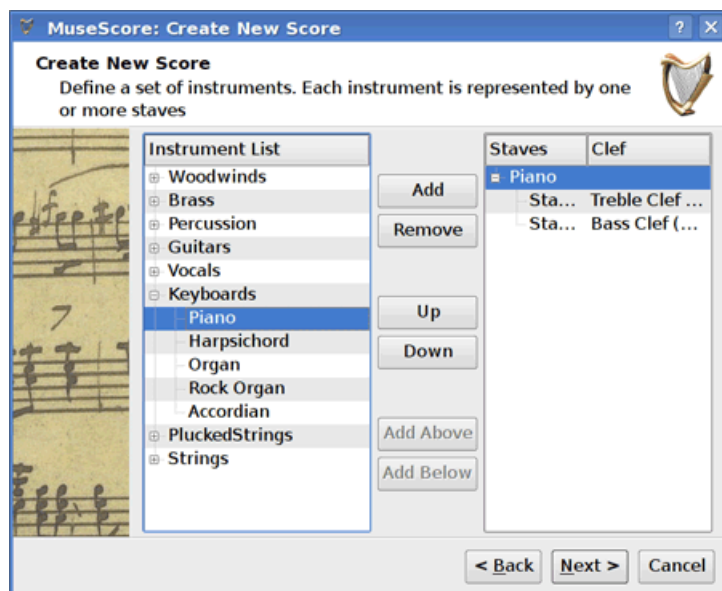 MuseScore: Create New Score
Create New Score
Define a set of instruments. Each instrument is represented by one
or more staves
Instrument List
Woodwinds
Brass
Percussion
Guitars
Vocals
Keyboards
Piano
Harpsichord
Organ
Rock Organ
Accordian
PluckedStrings
Strings
Add
Remove
Up
Down
Add Above
Add Below
Staves Clef
Piano
Sta... Treble Clef ...
Sta... Bass Clef (...
< Back Next > Cancel